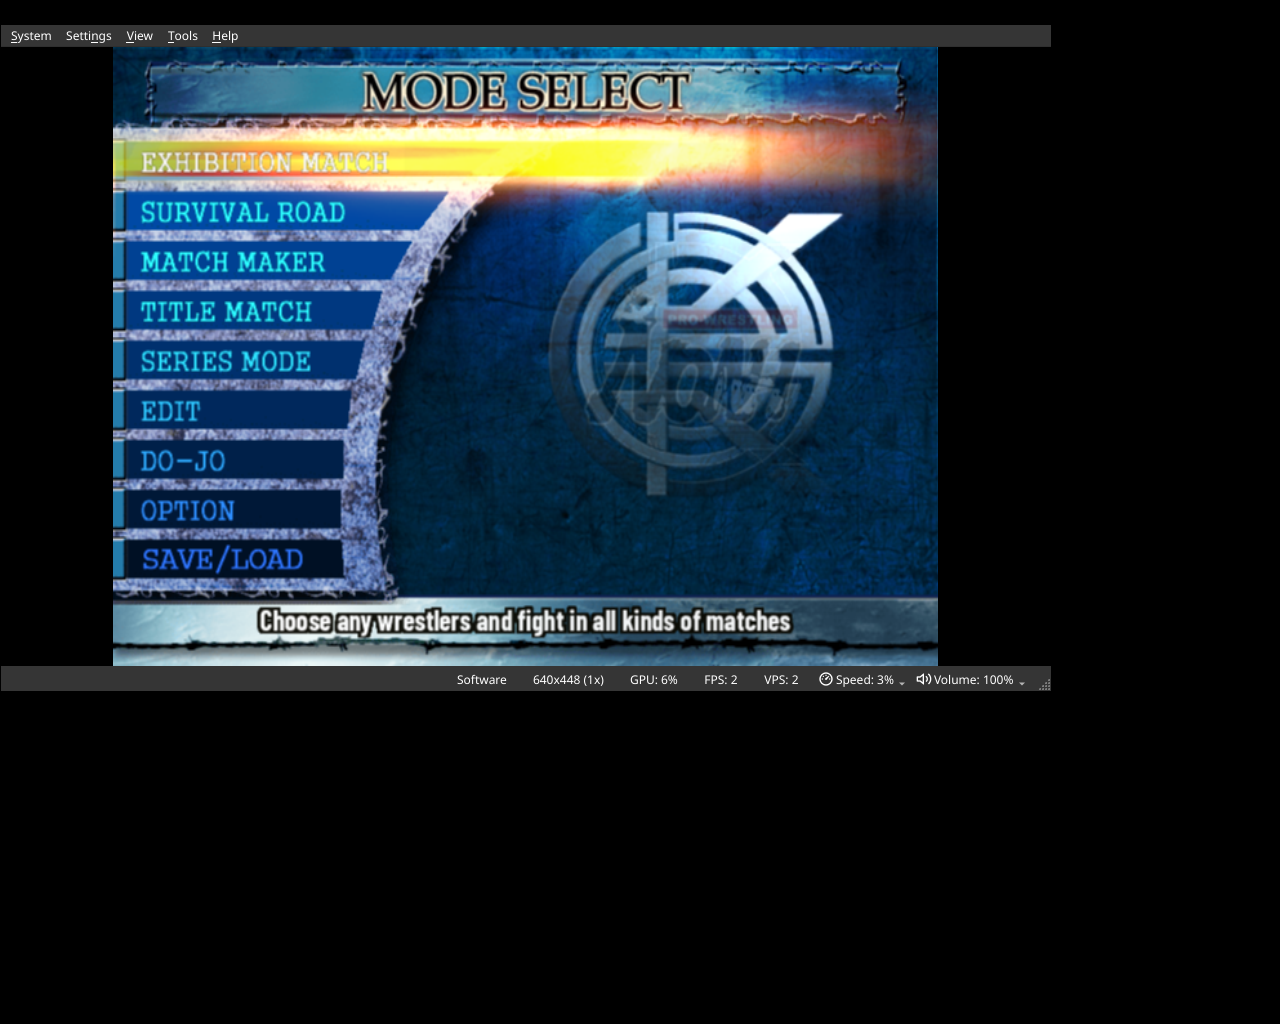 System Settings View Tools Help
MODE SELECT
EXHIBITION MATCH
SURVIVAL ROAD
MATCH MAKER
TITLE MATCH
SERIES MODE
EDIT
DO-JO
OPTION
SAVE/LOAD
PRO-WRESTLING
Choose any wrestlers and fight in all kinds of matches
Software 640x448 (1x) GPU: 6% FPS: 2 VPS: 2 Speed: 3% Volume: 100%